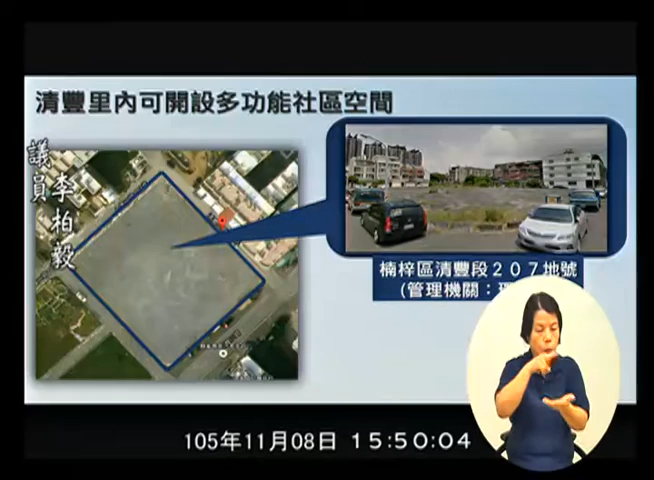 清豐里內可開設多功能社區空間
議員 李柏毅
楠梓區清豐段207地號
(管理機關：環
105年11月08日 15:50:04